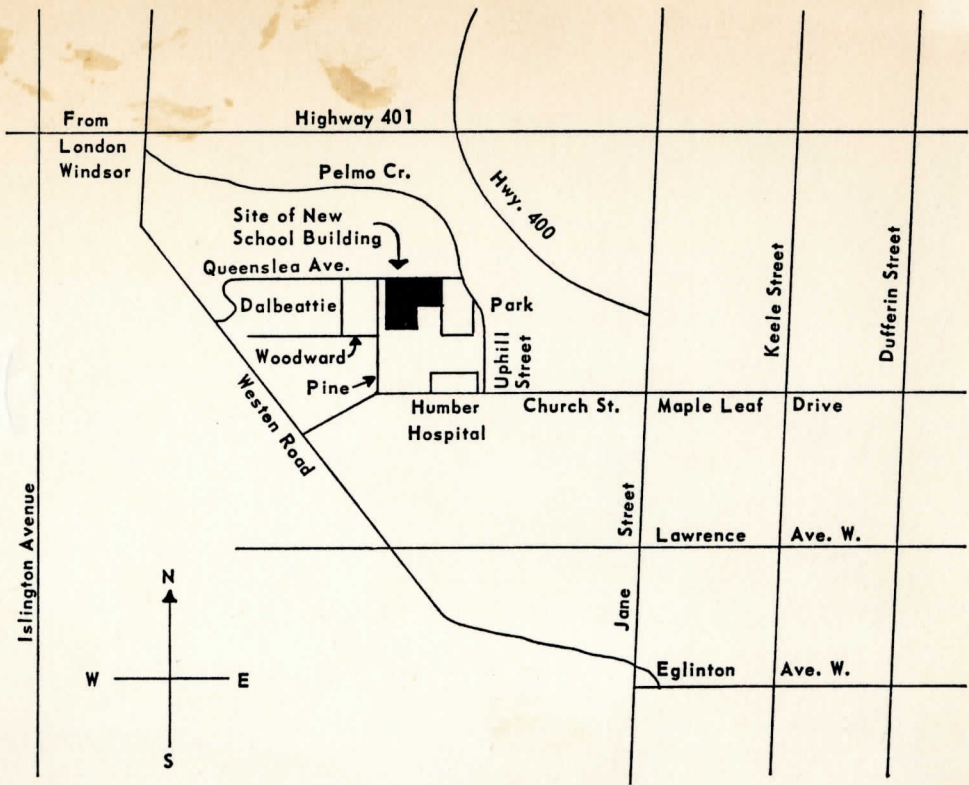 From
London
Windsor
Highway 401
Pelmo Cr.
Hwy. 400
Site of New
School Building
Queenslea Ave.
Dalbeattie
Park
Woodward
Pine
Uphill
Street
Keele Street
Dufferin Street
Weston Road
Humber
Hospital
Church St.
Maple Leaf Drive
Islington Avenue
Jane Street
Lawrence Ave. W.
Eglinton Ave. W.
N
W
E
S